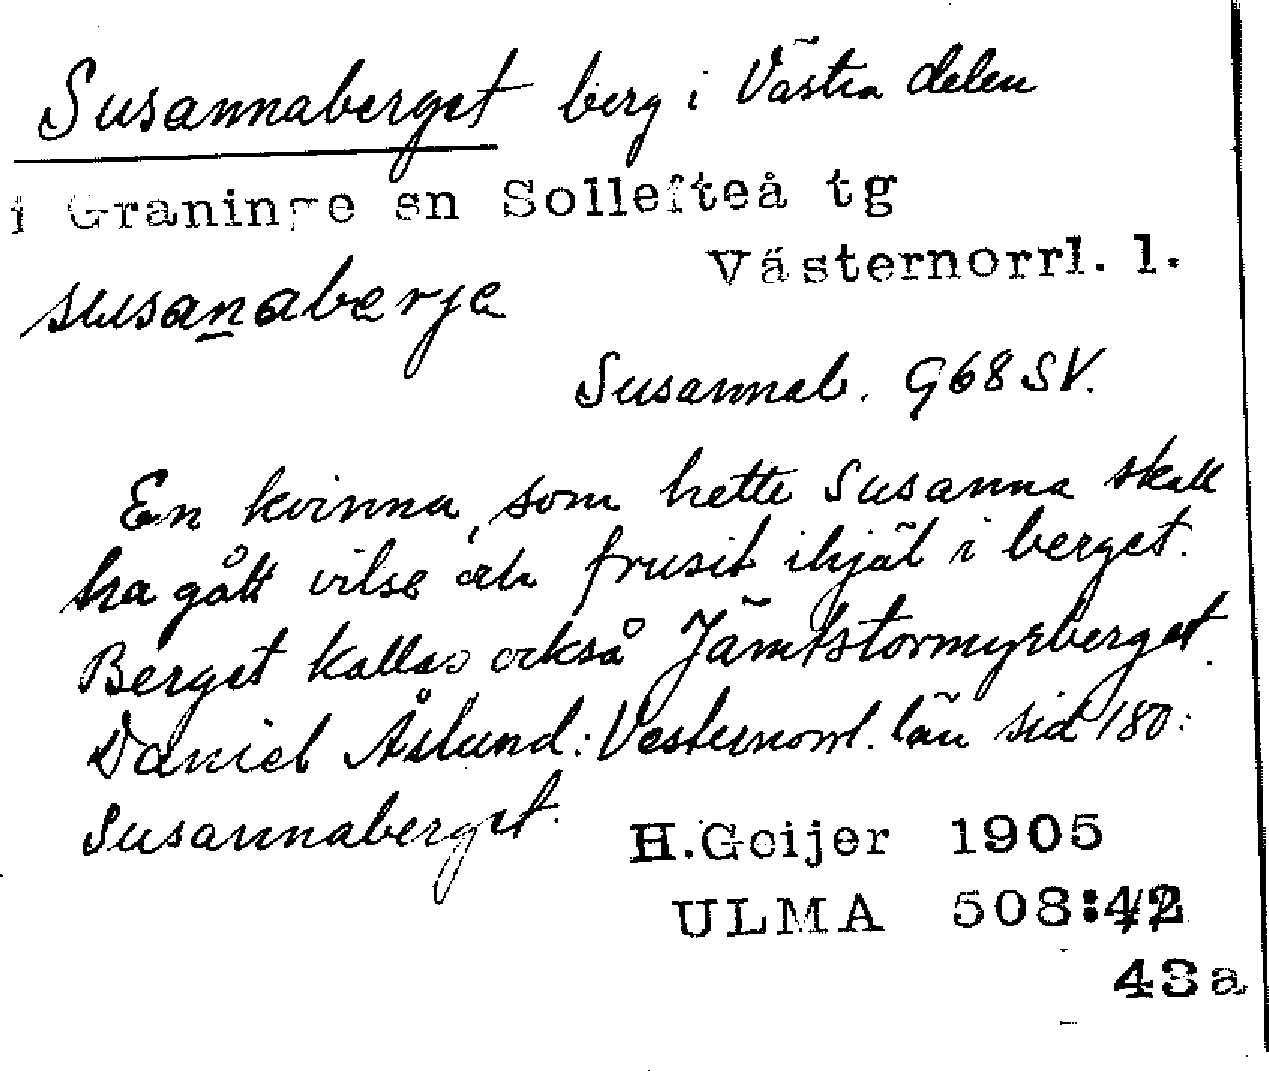 Susannaberget berg i Västra delen
i Graninge sn Sollefteå tg
Västernorrl. l.
susanabærjɛ
Susannab. G68SV.
En kvinna, som hette Susanna skall
ha gått vilse och frusit ihjäl i berget.
Berget kallas också Jämtstormyrberget.
Daniel Åslund: Vesternorrl. län sid 180:
Susannaberget.
H.Geijer 1905
ULMA 508:42
43a